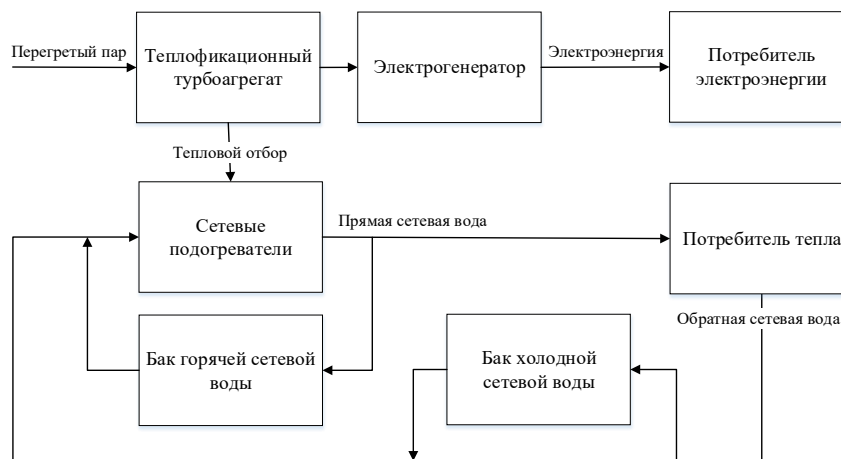 Перегретый пар
Теплофикационный
турбоагрегат
Электрогенератор
Электроэнергия
Потребитель
электроэнергии
Тепловой отбор
Сетевые
подогреватели
Прямая сетевая вода
Потребитель тепла
Обратная сетевая вода
Бак горячей сетевой
воды
Бак холодной
сетевой воды